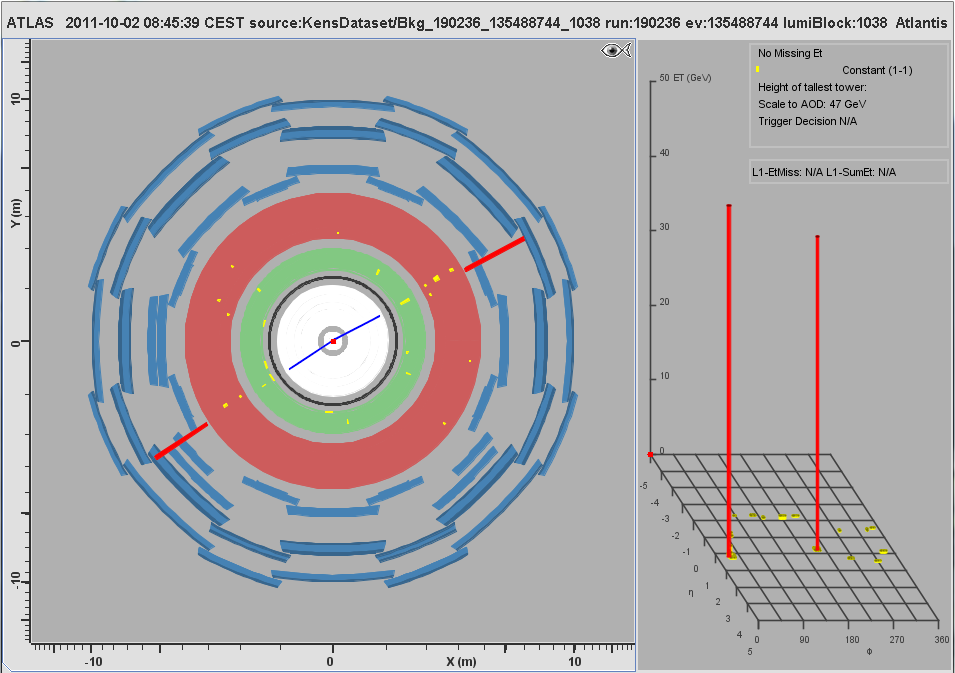 ATLAS 2011-10-02 08:45:39 CEST source:KensDataset/Bkg_190236_135488744_1038 run:190236 ev:135488744 lumiBlock:1038 Atlantis
10
Y (m)
0
-10
-10
0
X (m)
10
No Missing Et
Constant (1-1)
Height of tallest tower:
Scale to AOD: 47 GeV
Trigger Decision N/A
L1-EtMiss: N/A L1-SumEt: N/A
50 ET (GeV)
40
30
20
10
0
-5
-4
-3
-2
-1
0
1
η
2
3
4
5
0
90
180
270
360
Φ